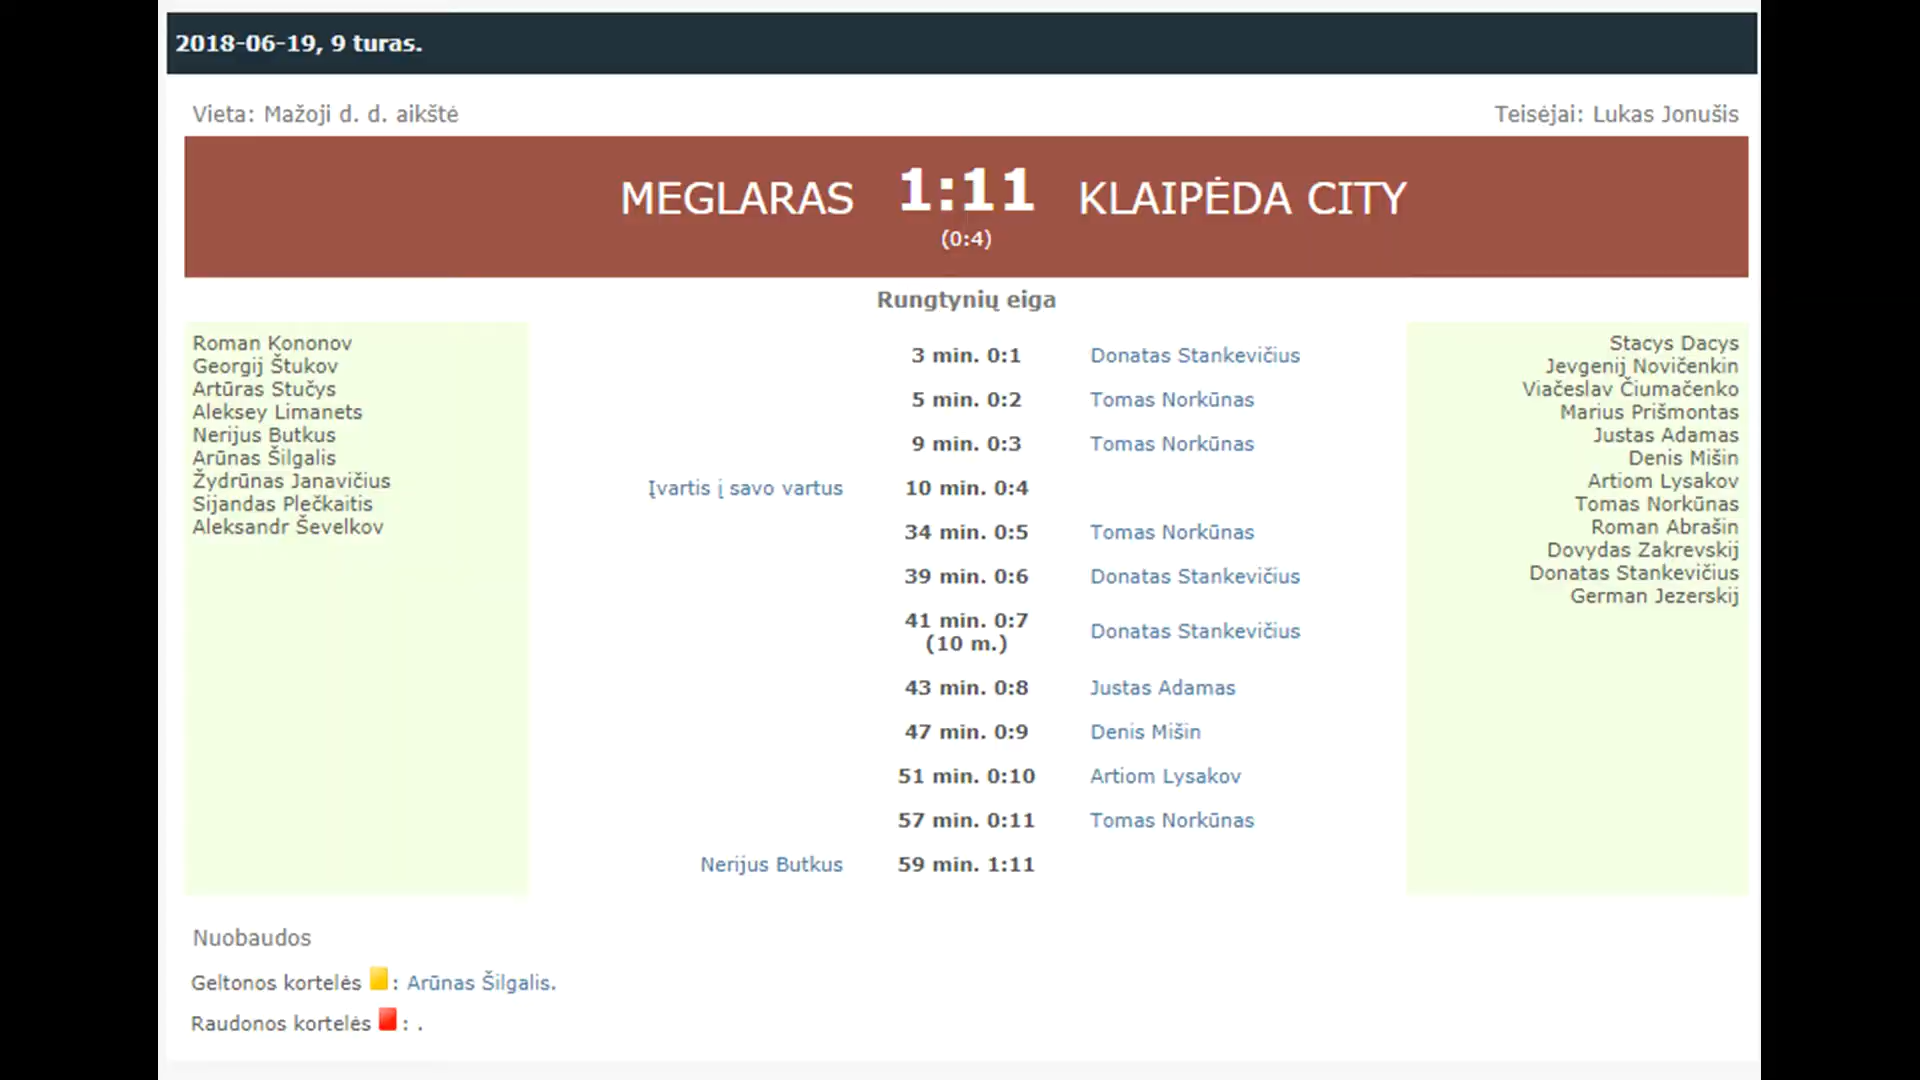 2018-06-19, 9 turas.
Vieta: Mažoji d. d. aikštė
Teisėjai: Lukas Jonušis
MEGLARAS 1:11 KLAIPĖDA CITY
(0:4)
Rungtynių eiga
Roman Kononov
Georgij Štukov
Artūras Stučys
Aleksey Limanets
Nerijus Butkus
Arūnas Šilgalis
Žydrūnas Janavičius
Sijandas Plečkaitis
Aleksandr Ševelkov
3 min. 0:1 Donatas Stankevičius
5 min. 0:2 Tomas Norkūnas
9 min. 0:3 Tomas Norkūnas
Įvartis į savo vartus 10 min. 0:4
34 min. 0:5 Tomas Norkūnas
39 min. 0:6 Donatas Stankevičius
41 min. 0:7
(10 m.) Donatas Stankevičius
43 min. 0:8 Justas Adamas
47 min. 0:9 Denis Mišin
51 min. 0:10 Artiom Lysakov
57 min. 0:11 Tomas Norkūnas
Nerijus Butkus 59 min. 1:11
Stacys Dacys
Jevgenij Novičenkin
Viačeslav Čiumačenko
Marius Prišmontas
Justas Adamas
Denis Mišin
Artiom Lysakov
Tomas Norkūnas
Roman Abrašin
Dovydas Zakrevskij
Donatas Stankevičius
German Jezerskij
Nuobaudos
Geltonos kortelės : Arūnas Šilgalis.
Raudonos kortelės : .